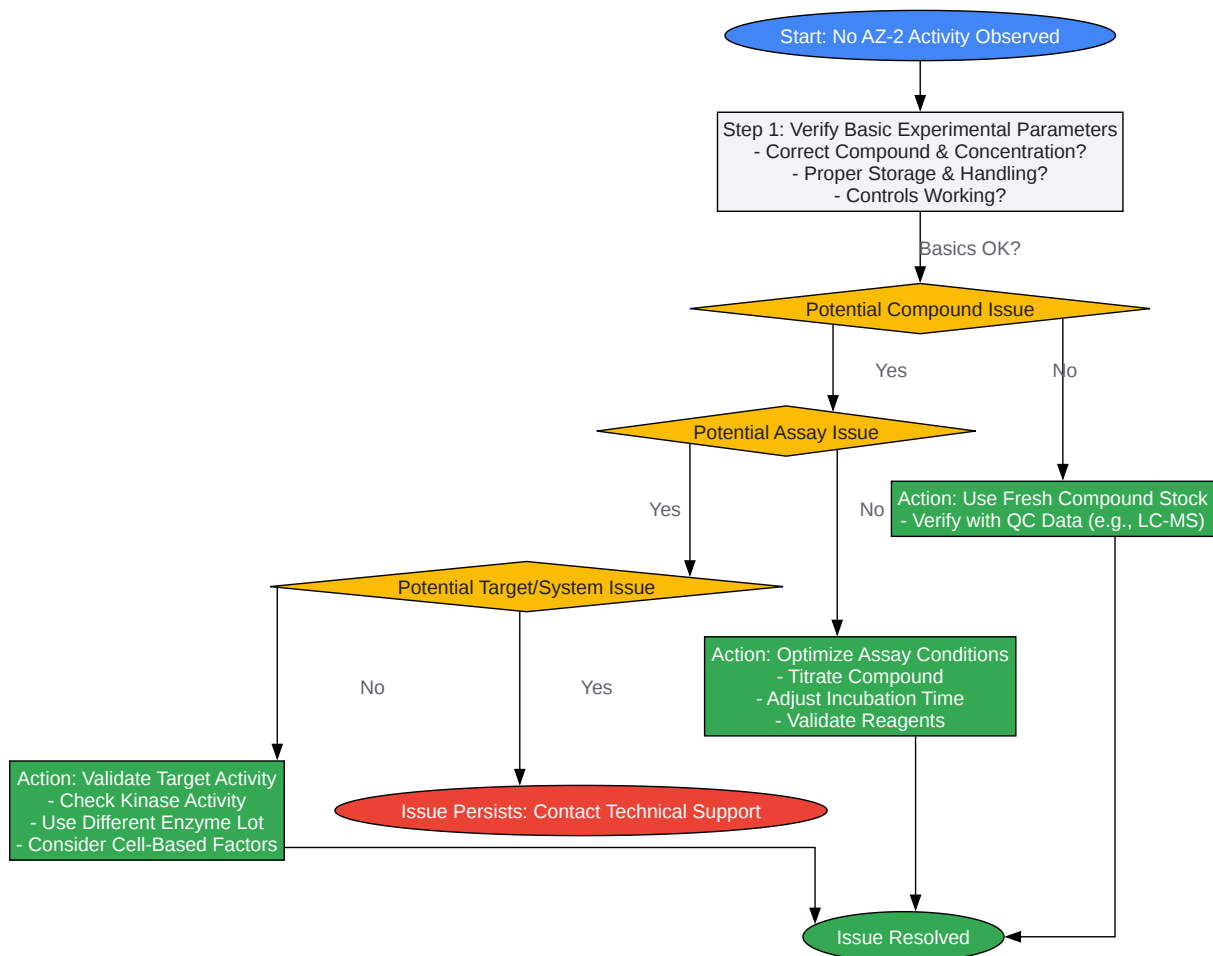 Start: No AZ-2 Activity Observed
Step 1: Verify Basic Experimental Parameters
- Correct Compound & Concentration?
- Proper Storage & Handling?
- Controls Working?
Basics OK?
Potential Compound Issue
Yes
No
Potential Assay Issue
Yes
No
Action: Use Fresh Compound Stock
- Verify with QC Data (e.g., LC-MS)
Potential Target/System Issue
No
Yes
Action: Optimize Assay Conditions
- Titrate Compound
- Adjust Incubation Time
- Validate Reagents
Action: Validate Target Activity
- Check Kinase Activity
- Use Different Enzyme Lot
- Consider Cell-Based Factors
Issue Persists: Contact Technical Support
Issue Resolved